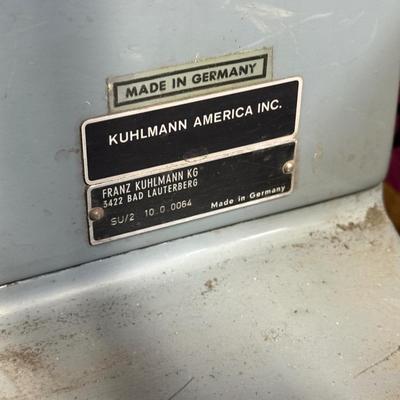 MADE IN GERMANY
KUHLMANN AMERICA INC.
FRANZ KUHLMANN KG
3422 BAD LAUTERBERG
SU/2 10.0.0064 Made in Germany